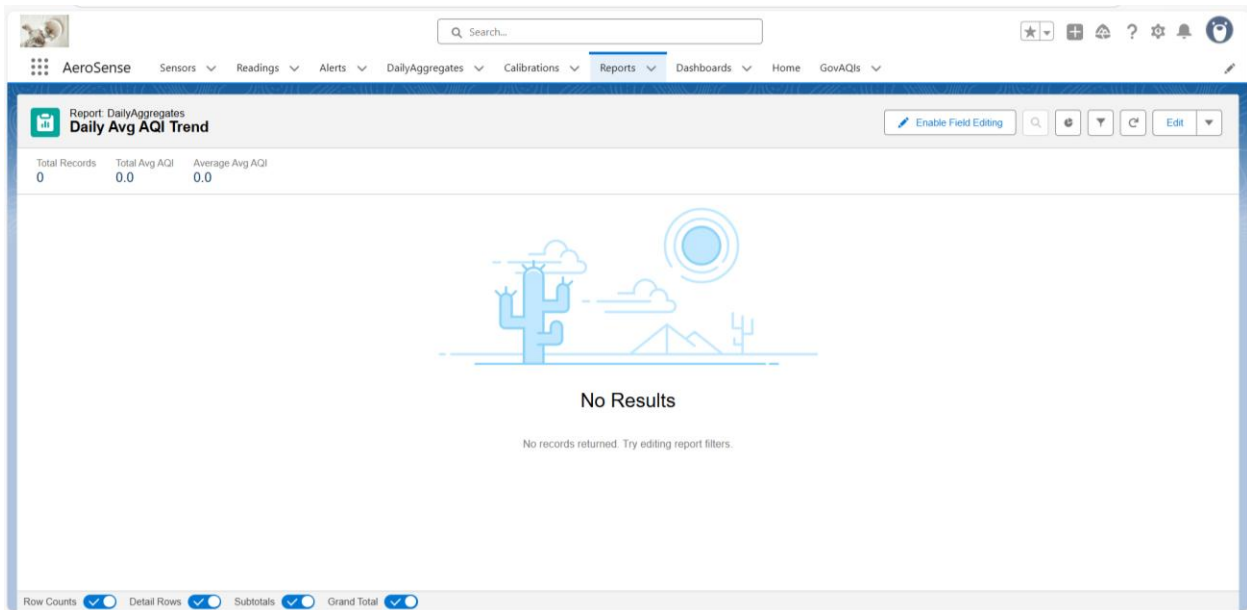 Search...
AeroSense Sensors Readings Alerts DailyAggregates Calibrations Reports Dashboards Home GovAQIs
Report: DailyAggregates
Daily Avg AQI Trend
Enable Field Editing Edit
Total Records Total Avg AQI Average Avg AQI
0 0.0 0.0
No Results
No records returned. Try editing report filters.
Row Counts Detail Rows Subtotals Grand Total